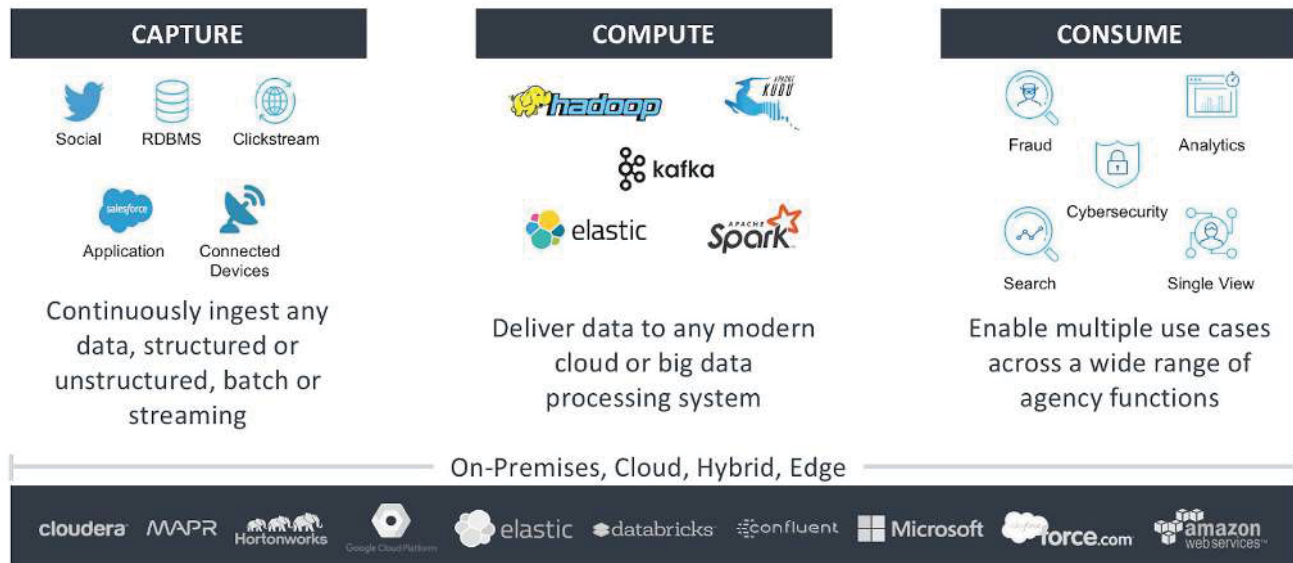 CAPTURE
Social
RDBMS
Clickstream
salesforce
Application
Connected
Devices
Continuously ingest any
data, structured or
unstructured, batch or
streaming
COMPUTE
hadoop
APACHE
KUDU
kafka
elastic
APACHE
Spark
Deliver data to any modern
cloud or big data
processing system
CONSUME
Fraud
Analytics
Cybersecurity
Search
Single View
Enable multiple use cases
across a wide range of
agency functions
On-Premises, Cloud, Hybrid, Edge
cloudera
MAPR
Hortonworks
Google Cloud Platform
elastic
databricks
confluent
Microsoft
force.com
amazon
webservices